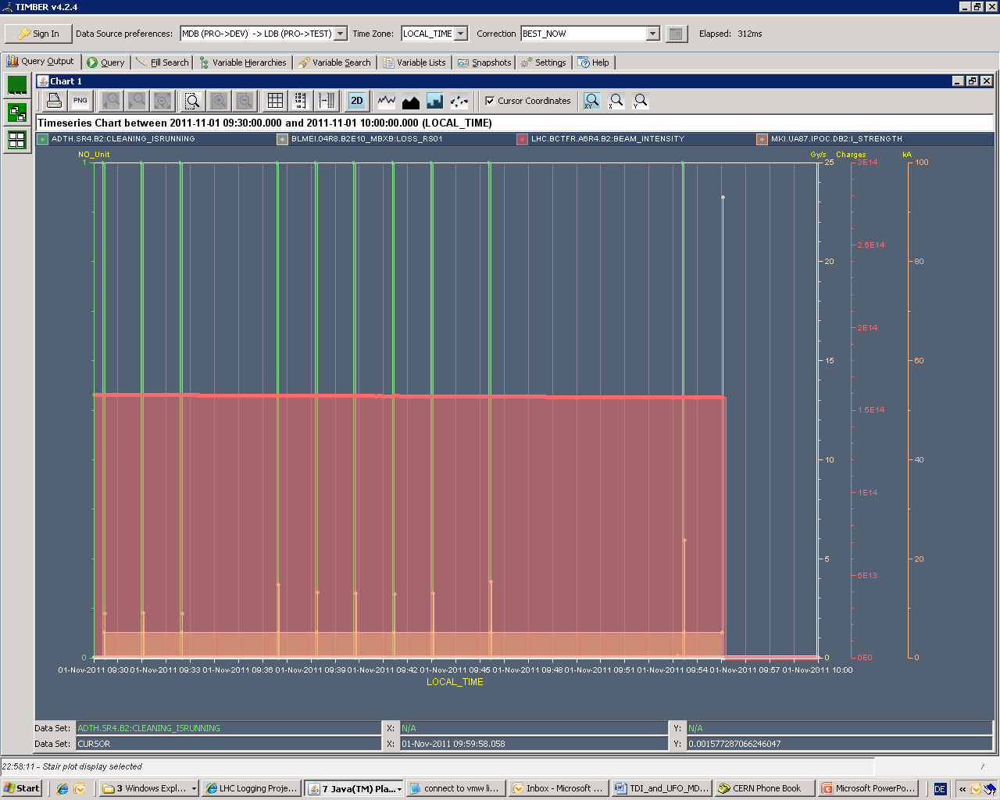 TIMBER v4.2.4
Sign In Data Source preferences: MDB (PRO->DEV) -> LDB (PRO->TEST) Time Zone: LOCAL_TIME Correction BEST_NOW Elapsed: 312ms
Query Output Query Fill Search Variable Hierarchies Variable Search Variable Lists Snapshots Settings Help
Chart 1
PNG 2D Cursor Coordinates XY X Y
Timeseries Chart between 2011-11-01 09:30:00.000 and 2011-11-01 10:00:00.000 (LOCAL_TIME)
ADTH.SR4.B2:CLEANING_ISRUNNING BLMEI.04R8.B2E10_MBXB:LOSS_RS01 LHC.BCTFR.A6R4.B2:BEAM_INTENSITY MKI.UA87.IPOC.DB2:I_STRENGTH
NO_Unit Gy/s Charges kA
1 25 3E14 100
2.5E14
20 80
2E14
15 60
1.5E14
10 40
1E14
5 20
5E13
0 0 0E0 0
01-Nov-2011 09:30 01-Nov-2011 09:33 01-Nov-2011 09:36 01-Nov-2011 09:39 01-Nov-2011 09:42 01-Nov-2011 09:45 01-Nov-2011 09:48 01-Nov-2011 09:51 01-Nov-2011 09:54 01-Nov-2011 09:57 01-Nov-2011 10:00
LOCAL_TIME
Data Set: ADTH.SR4.B2:CLEANING_ISRUNNING X: N/A Y: N/A
Data Set: CURSOR X: 01-Nov-2011 09:59:58.058 Y: 0.001577287066246047
22:58:11 - Stair plot display selected
Start 3 Windows Expl... LHC Logging Proje... 7 Java(TM) Pla... connect to vmw li... Inbox - Microsoft ... TDI_and_UFO_MD... CERN Phone Book Microsoft PowerPo... DE «